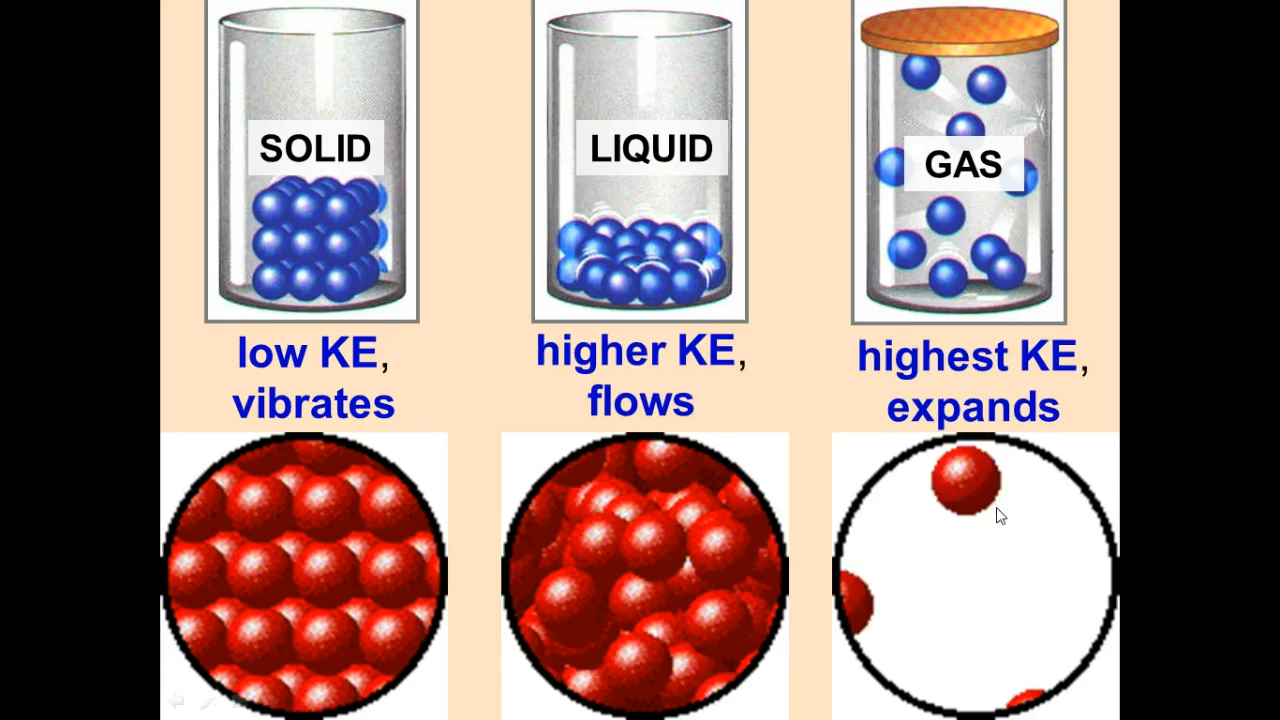 SOLID
LIQUID
GAS
low KE,
vibrates
higher KE,
flows
highest KE,
expands